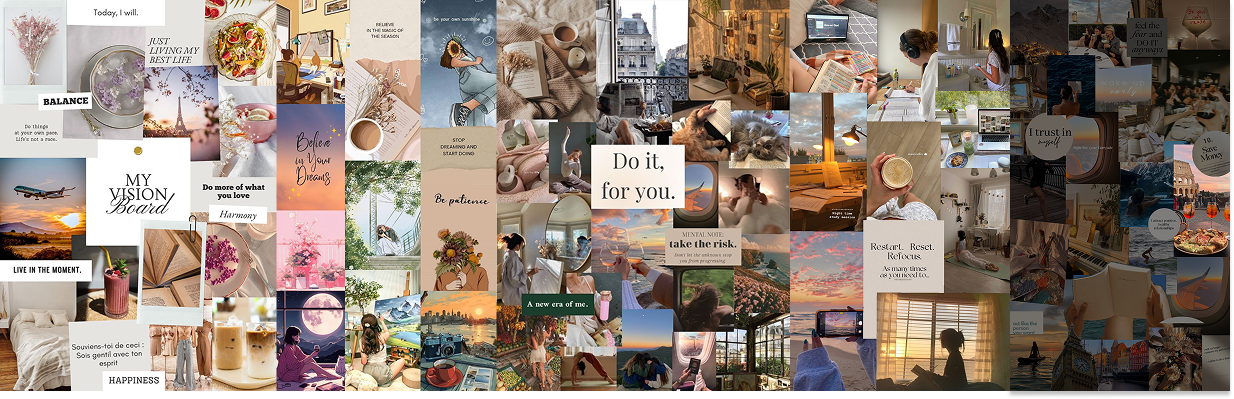 Today, I will.
JUST
LIVING MY
BEST LIFE
BALANCE
Do things
at your own pace.
Life's not a race.
MY
VISION
Board
Do more of what
you love
Harmony
LIVE IN THE MOMENT.
Souviens-toi de ceci :
Sois gentil avec ton
esprit
HAPPINESS
Believe
in Your
Dreams
BELIEVE
IN THE MAGIC OF
THE SEASON
be your own sunshine
STOP
DREAMING AND
START DOING
Be patience
Do it,
for you.
MENTAL NOTE:
take the risk.
Don't let the unknown stop
you from progressing.
A new era of me.
Night time
study session
Restart. Reset.
Refocus.
As many times
as you need to..
feel the
fear and
DO IT
anyway
I trust in
myself
10.
Save
Money